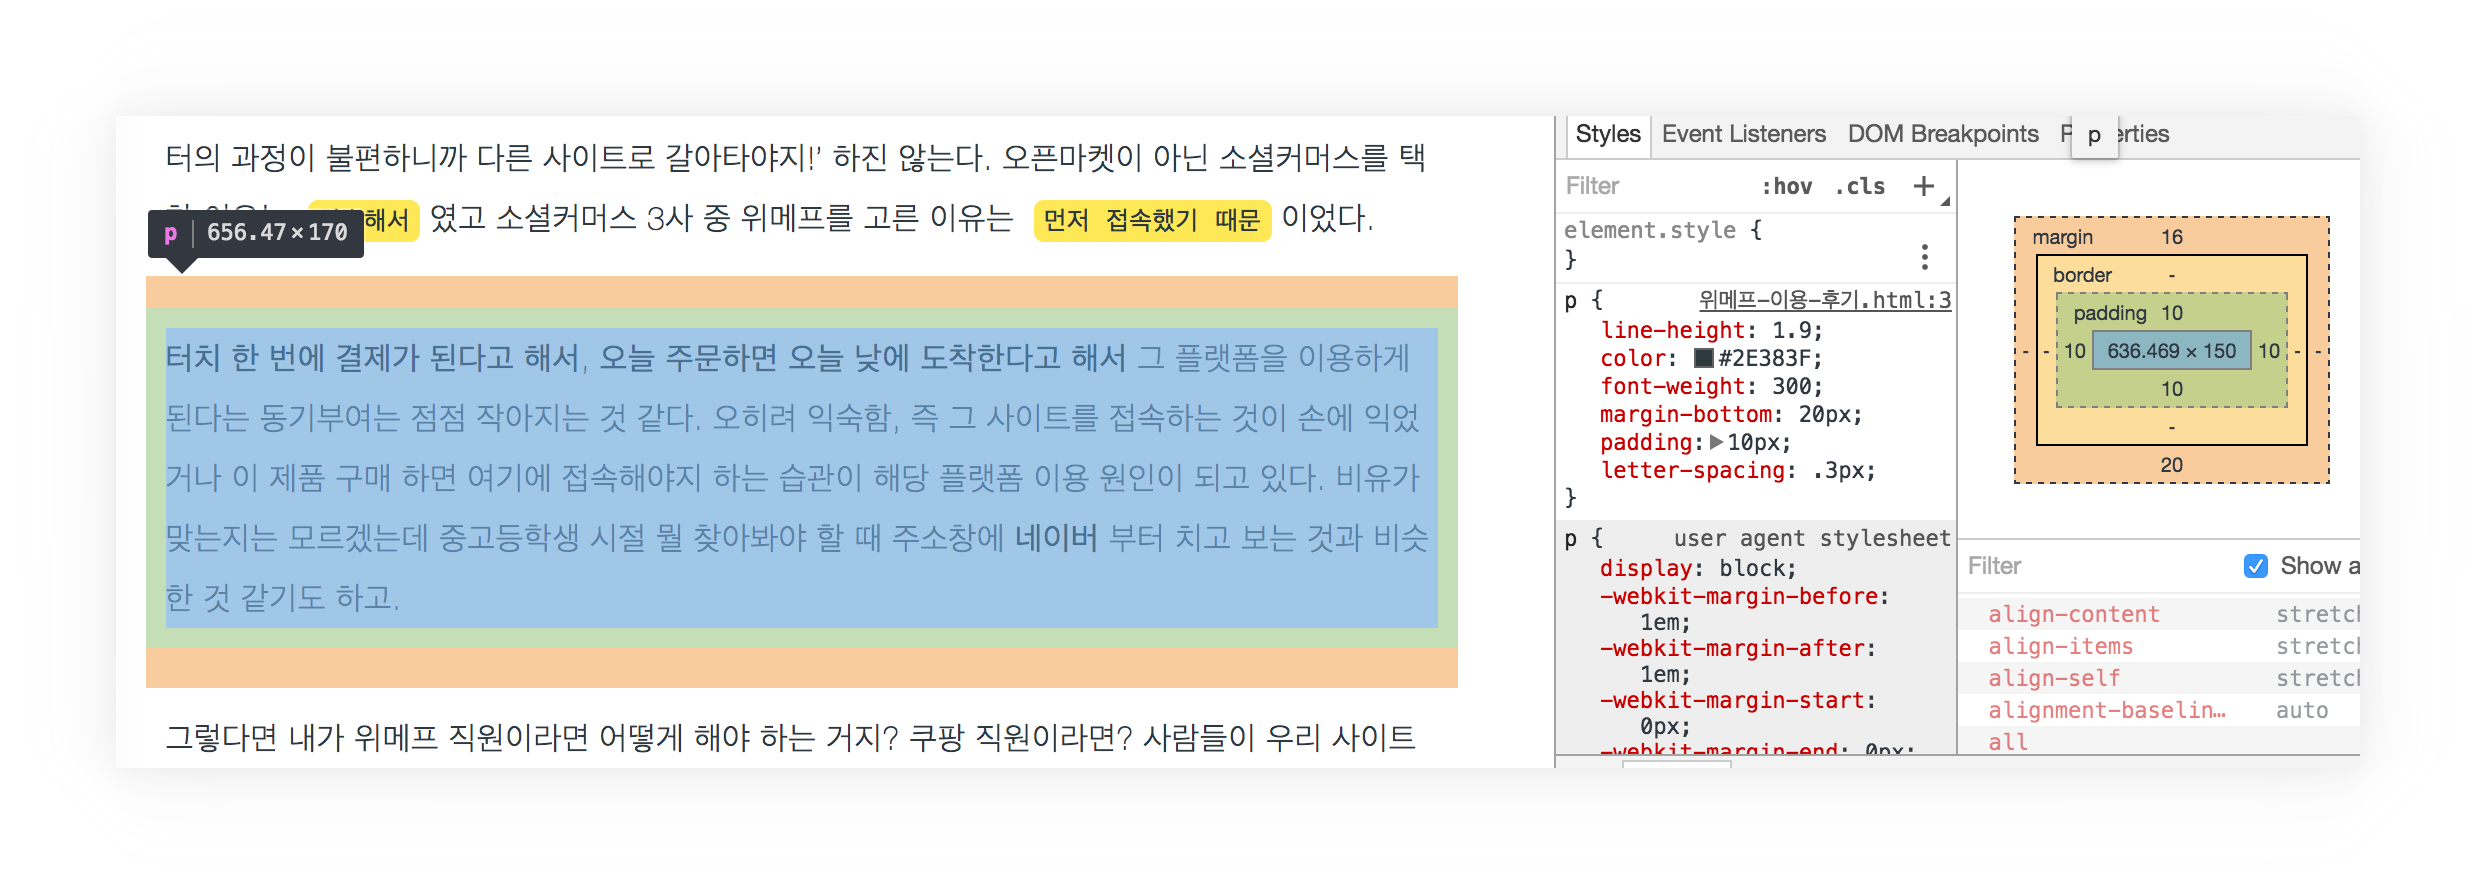 터의 과정이 불편하니까 다른 사이트로 갈아타야지!’ 하진 않는다. 오픈마켓이 아닌 소셜커머스를 택
해서 였고 소셜커머스 3사 중 위메프를 고른 이유는 먼저 접속했기 때문 이었다.
p 656.47×170
터치 한 번에 결제가 된다고 해서, 오늘 주문하면 오늘 낮에 도착한다고 해서 그 플랫폼을 이용하게
된다는 동기부여는 점점 작아지는 것 같다. 오히려 익숙함, 즉 그 사이트를 접속하는 것이 손에 익었
거나 이 제품 구매 하면 여기에 접속해야지 하는 습관이 해당 플랫폼 이용 원인이 되고 있다. 비유가
맞는지는 모르겠는데 중고등학생 시절 뭘 찾아봐야 할 때 주소창에 네이버 부터 치고 보는 것과 비슷
한 것 같기도 하고.
그렇다면 내가 위메프 직원이라면 어떻게 해야 하는 거지? 쿠팡 직원이라면? 사람들이 우리 사이트
Styles Event Listeners DOM Breakpoints
p
Filter :hov .cls +
element.style {
}
p { 위메프-이용-후기.html:3
line-height: 1.9;
color: #2E383F;
font-weight: 300;
margin-bottom: 20px;
padding: 10px;
letter-spacing: .3px;
}
p { user agent stylesheet
display: block;
-webkit-margin-before:
1em;
-webkit-margin-after:
1em;
-webkit-margin-start:
0px;
-webkit-margin-end: 0px;
margin 16
border -
padding 10
- - 10 636.469 × 150 10 - -
10
-
20
Filter Show
align-content stretch
align-items stretch
align-self stretch
alignment-baselin… auto
all